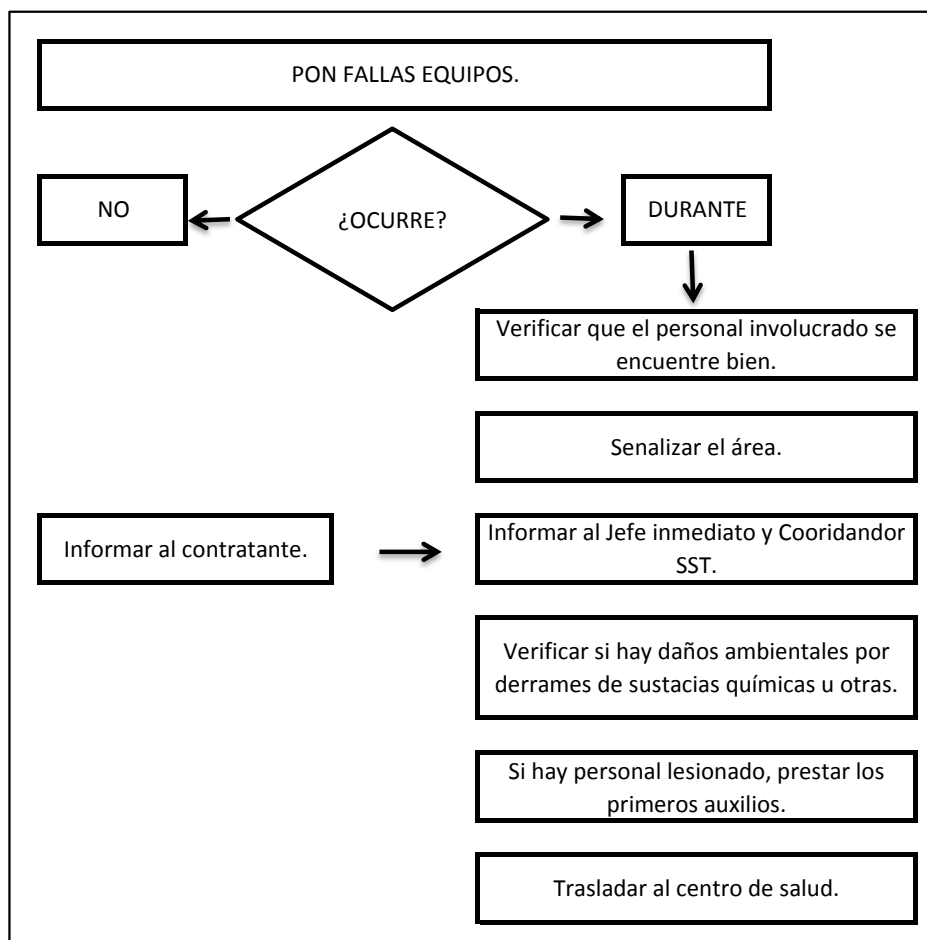 PON FALLAS EQUIPOS.
NO
¿OCURRE?
DURANTE
Verificar que el personal involucrado se
encuentre bien.
Senalizar el área.
Informar al contratante.
Informar al Jefe inmediato y Cooridandor
SST.
Verificar si hay daños ambientales por
derrames de sustacias químicas u otras.
Si hay personal lesionado, prestar los
primeros auxilios.
Trasladar al centro de salud.